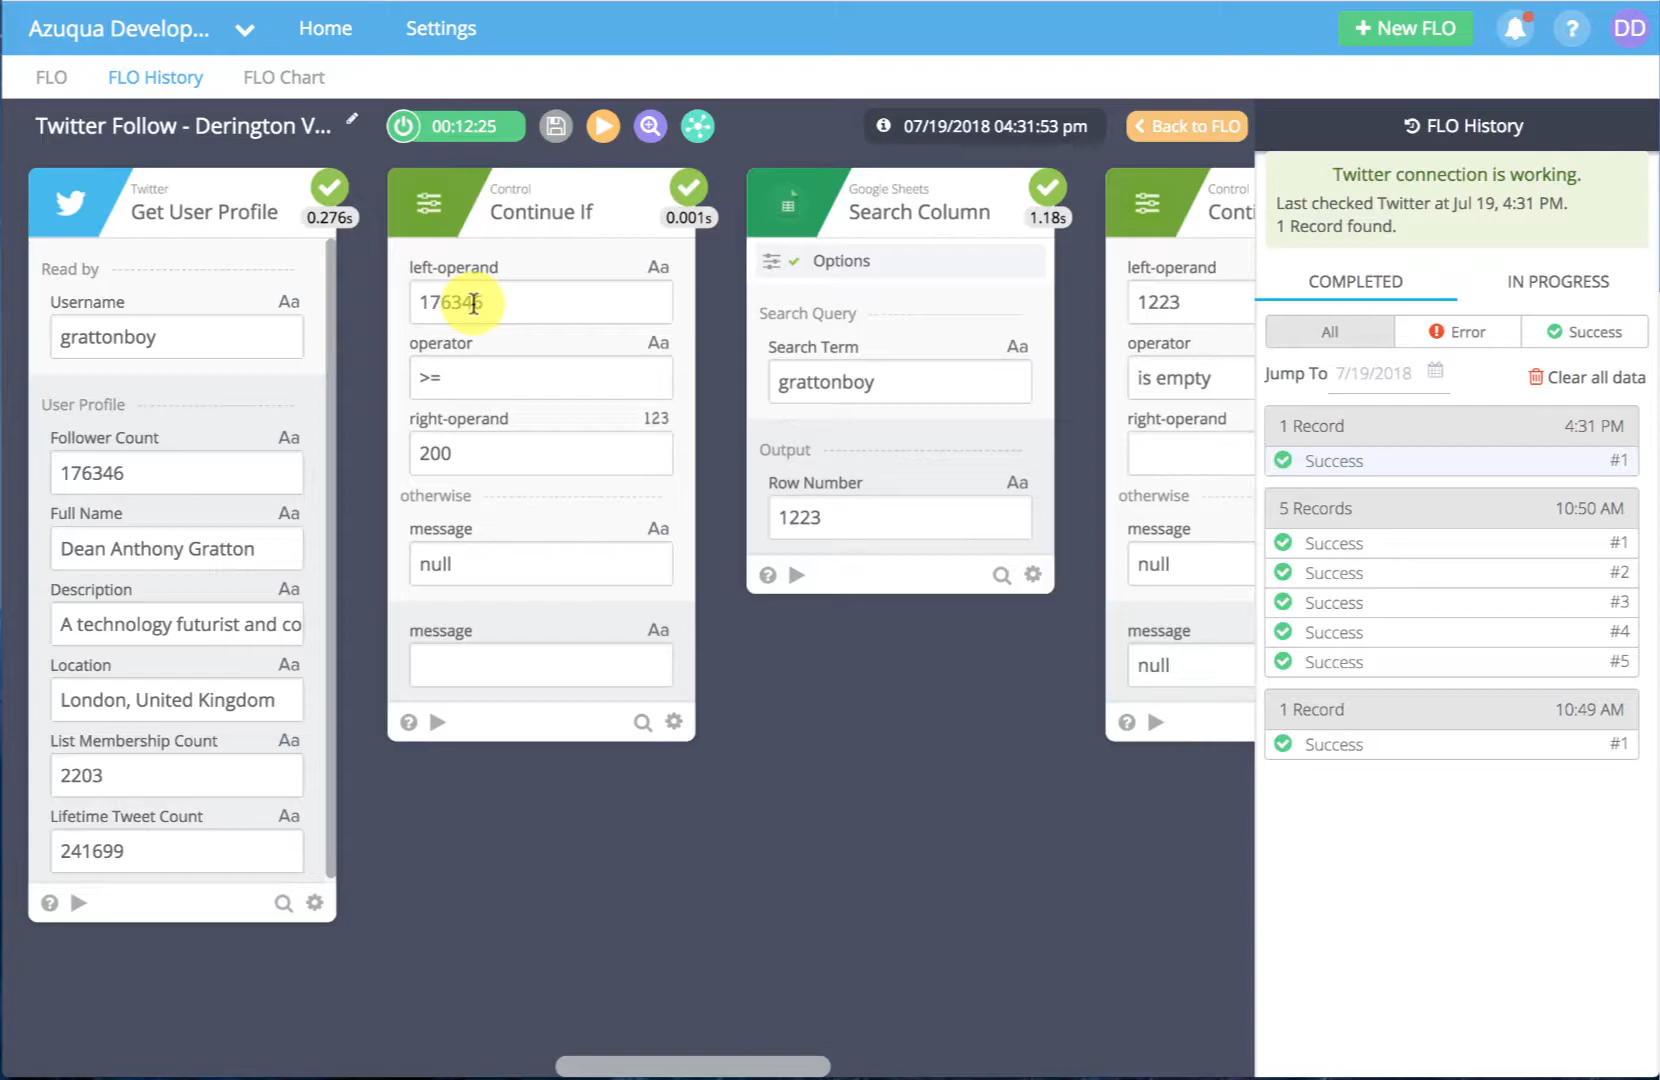 Azuqua Develop...
Home
Settings
+ New FLO
?
DD
FLO
FLO History
FLO Chart
Twitter Follow - Derington V...
00:12:25
07/19/2018 04:31:53 pm
Back to FLO
FLO History
Twitter
Get User Profile
0.276s
Read by
Username Aa
grattonboy
User Profile
Follower Count Aa
176346
Full Name Aa
Dean Anthony Gratton
Description Aa
A technology futurist and co
Location Aa
London, United Kingdom
List Membership Count Aa
2203
Lifetime Tweet Count Aa
241699
Control
Continue If
0.001s
left-operand Aa
176346
operator Aa
>=
right-operand 123
200
otherwise
message Aa
null
message Aa
Google Sheets
Search Column
1.18s
Options
Search Query
Search Term Aa
grattonboy
Output
Row Number Aa
1223
Control
Conti
left-operand
1223
operator
is empty
right-operand
otherwise
message
null
message
null
Twitter connection is working.
Last checked Twitter at Jul 19, 4:31 PM.
1 Record found.
COMPLETED
IN PROGRESS
All
Error
Success
Jump To 7/19/2018
Clear all data
1 Record 4:31 PM
Success #1
5 Records 10:50 AM
Success #1
Success #2
Success #3
Success #4
Success #5
1 Record 10:49 AM
Success #1